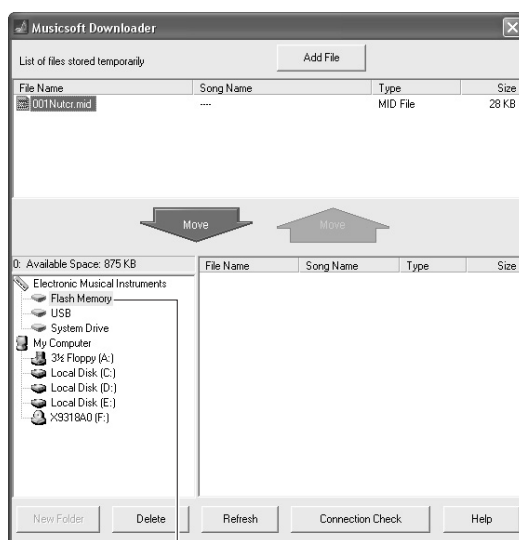 Musicsoft Downloader
List of files stored temporarily Add File
File Name Song Name Type Size
001Nutcr.mid ---- MID File 28 KB
Move Move
0: Available Space: 875 KB
File Name Song Name Type Size
Electronic Musical Instruments
Flash Memory
USB
System Drive
My Computer
3½ Floppy (A:)
Local Disk (C:)
Local Disk (D:)
Local Disk (E:)
X9318A0 (F:)
New Folder Delete Refresh Connection Check Help